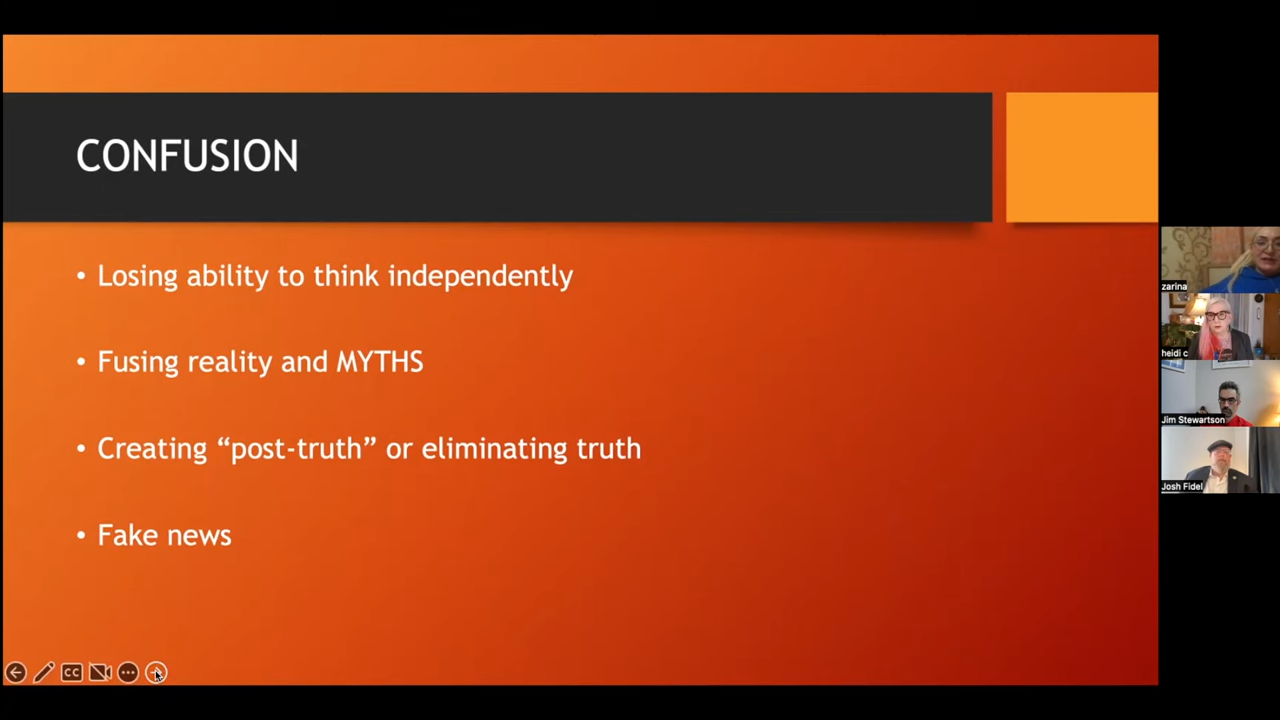 CONFUSION
• Losing ability to think independently
• Fusing reality and MYTHS
• Creating “post-truth” or eliminating truth
• Fake news
zarina
heidi c
Jim Stewartson
Josh Fidel
CC